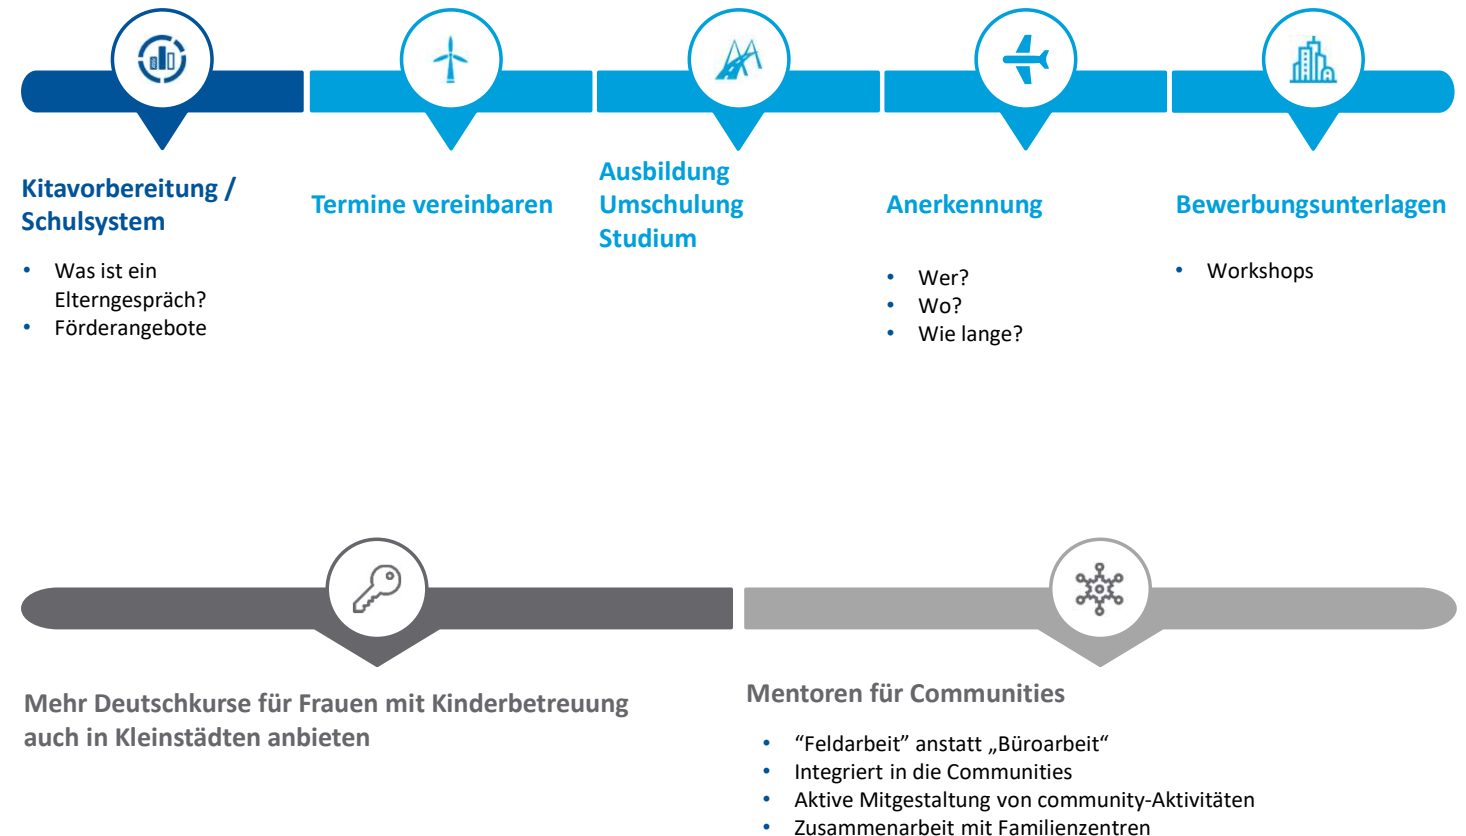 Kitavorbereitung /
Schulsystem
• Was ist ein
Elterngespräch?
• Förderangebote
Termine vereinbaren
Ausbildung
Umschulung
Studium
Anerkennung
• Wer?
• Wo?
• Wie lange?
Bewerbungsunterlagen
• Workshops
Mehr Deutschkurse für Frauen mit Kinderbetreuung
auch in Kleinstädten anbieten
Mentoren für Communities
• “Feldarbeit” anstatt „Büroarbeit“
• Integriert in die Communities
• Aktive Mitgestaltung von community-Aktivitäten
• Zusammenarbeit mit Familienzentren